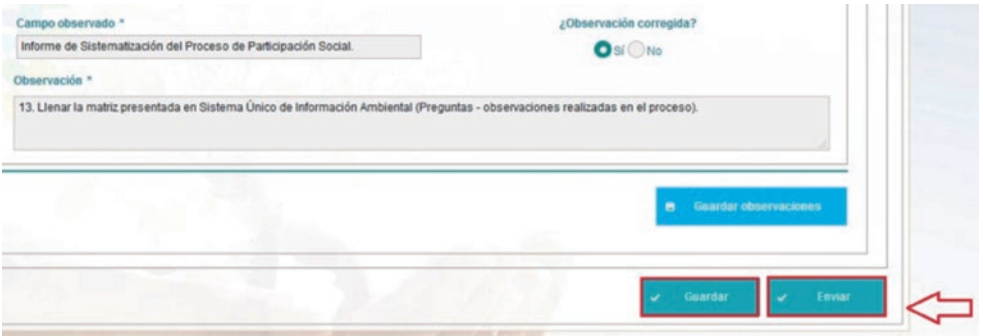 Campo observado *
¿Observación corregida?
Informe de Sistematización del Proceso de Participación Social.
Sí No
Observación *
13. Llenar la matriz presentada en Sistema Único de Información Ambiental (Preguntas - observaciones realizadas en el proceso).
Guardar observaciones
Guardar
Enviar